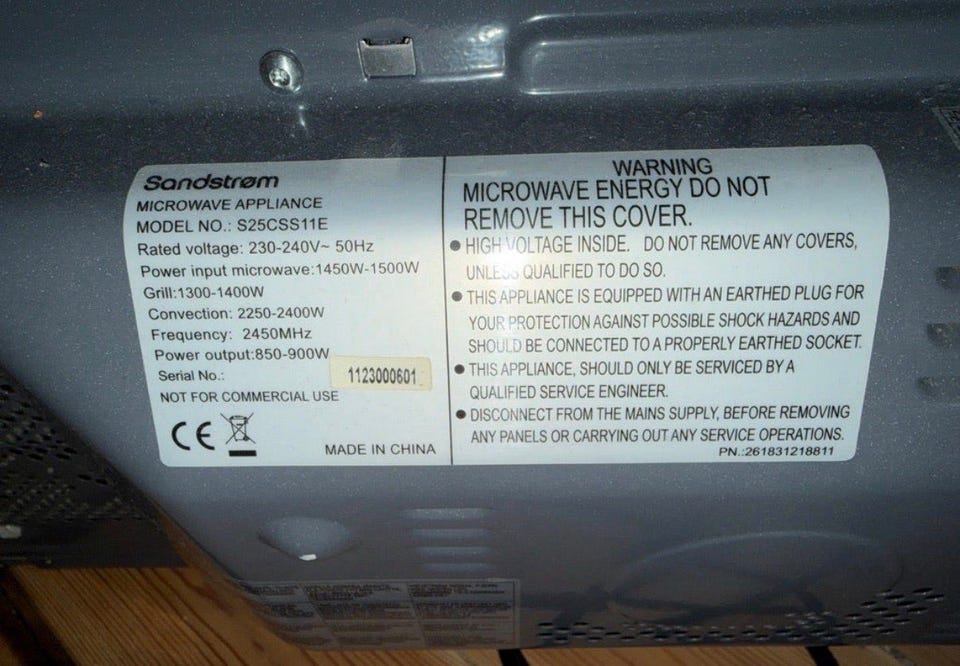 Sandstrøm
MICROWAVE APPLIANCE
MODEL NO.: S25CSS11E
Rated voltage: 230-240V~ 50Hz
Power input microwave:1450W-1500W
Grill:1300-1400W
Convection: 2250-2400W
Frequency: 2450MHz
Power output:850-900W
Serial No.: 1123000601
NOT FOR COMMERCIAL USE
CE
MADE IN CHINA
WARNING
MICROWAVE ENERGY DO NOT
REMOVE THIS COVER.
● HIGH VOLTAGE INSIDE. DO NOT REMOVE ANY COVERS,
UNLESS QUALIFIED TO DO SO.
● THIS APPLIANCE IS EQUIPPED WITH AN EARTHED PLUG FOR
YOUR PROTECTION AGAINST POSSIBLE SHOCK HAZARDS AND
SHOULD BE CONNECTED TO A PROPERLY EARTHED SOCKET.
● THIS APPLIANCE, SHOULD ONLY BE SERVICED BY A
QUALIFIED SERVICE ENGINEER.
● DISCONNECT FROM THE MAINS SUPPLY, BEFORE REMOVING
ANY PANELS OR CARRYING OUT ANY SERVICE OPERATIONS.
PN.:261831218811